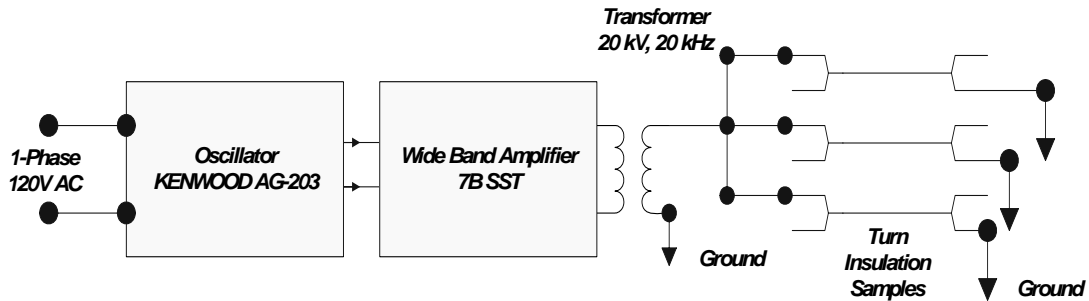 Transformer
20 kV, 20 kHz
1-Phase
120V AC
Oscillator
KENWOOD AG-203
Wide Band Amplifier
7B SST
Ground
Turn
Insulation
Samples
Ground